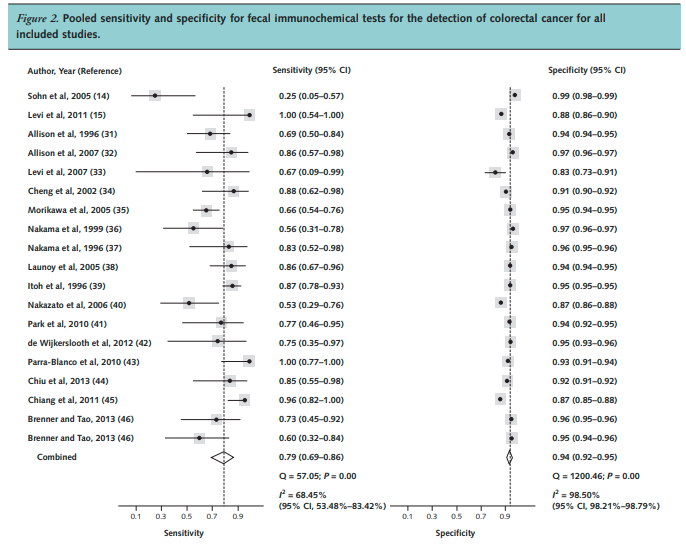 Figure 2. Pooled sensitivity and specificity for fecal immunochemical tests for the detection of colorectal cancer for all
included studies.
Author, Year (Reference) Sensitivity (95% CI) Specificity (95% CI)
Sohn et al, 2005 (14) 0.25 (0.05–0.57) 0.99 (0.98–0.99)
Levi et al, 2011 (15) 1.00 (0.54–1.00) 0.88 (0.86–0.90)
Allison et al, 1996 (31) 0.69 (0.50–0.84) 0.94 (0.94–0.95)
Allison et al, 2007 (32) 0.86 (0.57–0.98) 0.97 (0.96–0.97)
Levi et al, 2007 (33) 0.67 (0.09–0.99) 0.83 (0.73–0.91)
Cheng et al, 2002 (34) 0.88 (0.62–0.98) 0.91 (0.90–0.92)
Morikawa et al, 2005 (35) 0.66 (0.54–0.76) 0.95 (0.94–0.95)
Nakama et al, 1999 (36) 0.56 (0.31–0.78) 0.97 (0.96–0.97)
Nakama et al, 1996 (37) 0.83 (0.52–0.98) 0.96 (0.95–0.96)
Launoy et al, 2005 (38) 0.86 (0.67–0.96) 0.94 (0.94–0.95)
Itoh et al, 1996 (39) 0.87 (0.78–0.93) 0.95 (0.95–0.95)
Nakazato et al, 2006 (40) 0.53 (0.29–0.76) 0.87 (0.86–0.88)
Park et al, 2010 (41) 0.77 (0.46–0.95) 0.94 (0.92–0.95)
de Wijkerslooth et al, 2012 (42) 0.75 (0.35–0.97) 0.95 (0.93–0.96)
Parra-Blanco et al, 2010 (43) 1.00 (0.77–1.00) 0.93 (0.91–0.94)
Chiu et al, 2013 (44) 0.85 (0.55–0.98) 0.92 (0.91–0.92)
Chiang et al, 2011 (45) 0.96 (0.82–1.00) 0.87 (0.85–0.88)
Brenner and Tao, 2013 (46) 0.73 (0.45–0.92) 0.96 (0.95–0.96)
Brenner and Tao, 2013 (46) 0.60 (0.32–0.84) 0.95 (0.94–0.96)
Combined 0.79 (0.69–0.86) 0.94 (0.92–0.95)
Q = 57.05; P = 0.00 Q = 1200.46; P = 0.00
I² = 68.45% I² = 98.50%
(95% CI, 53.48%–83.42%) (95% CI, 98.21%–98.79%)
0.1 0.3 0.5 0.7 0.9 0.1 0.3 0.5 0.7 0.9
Sensitivity Specificity